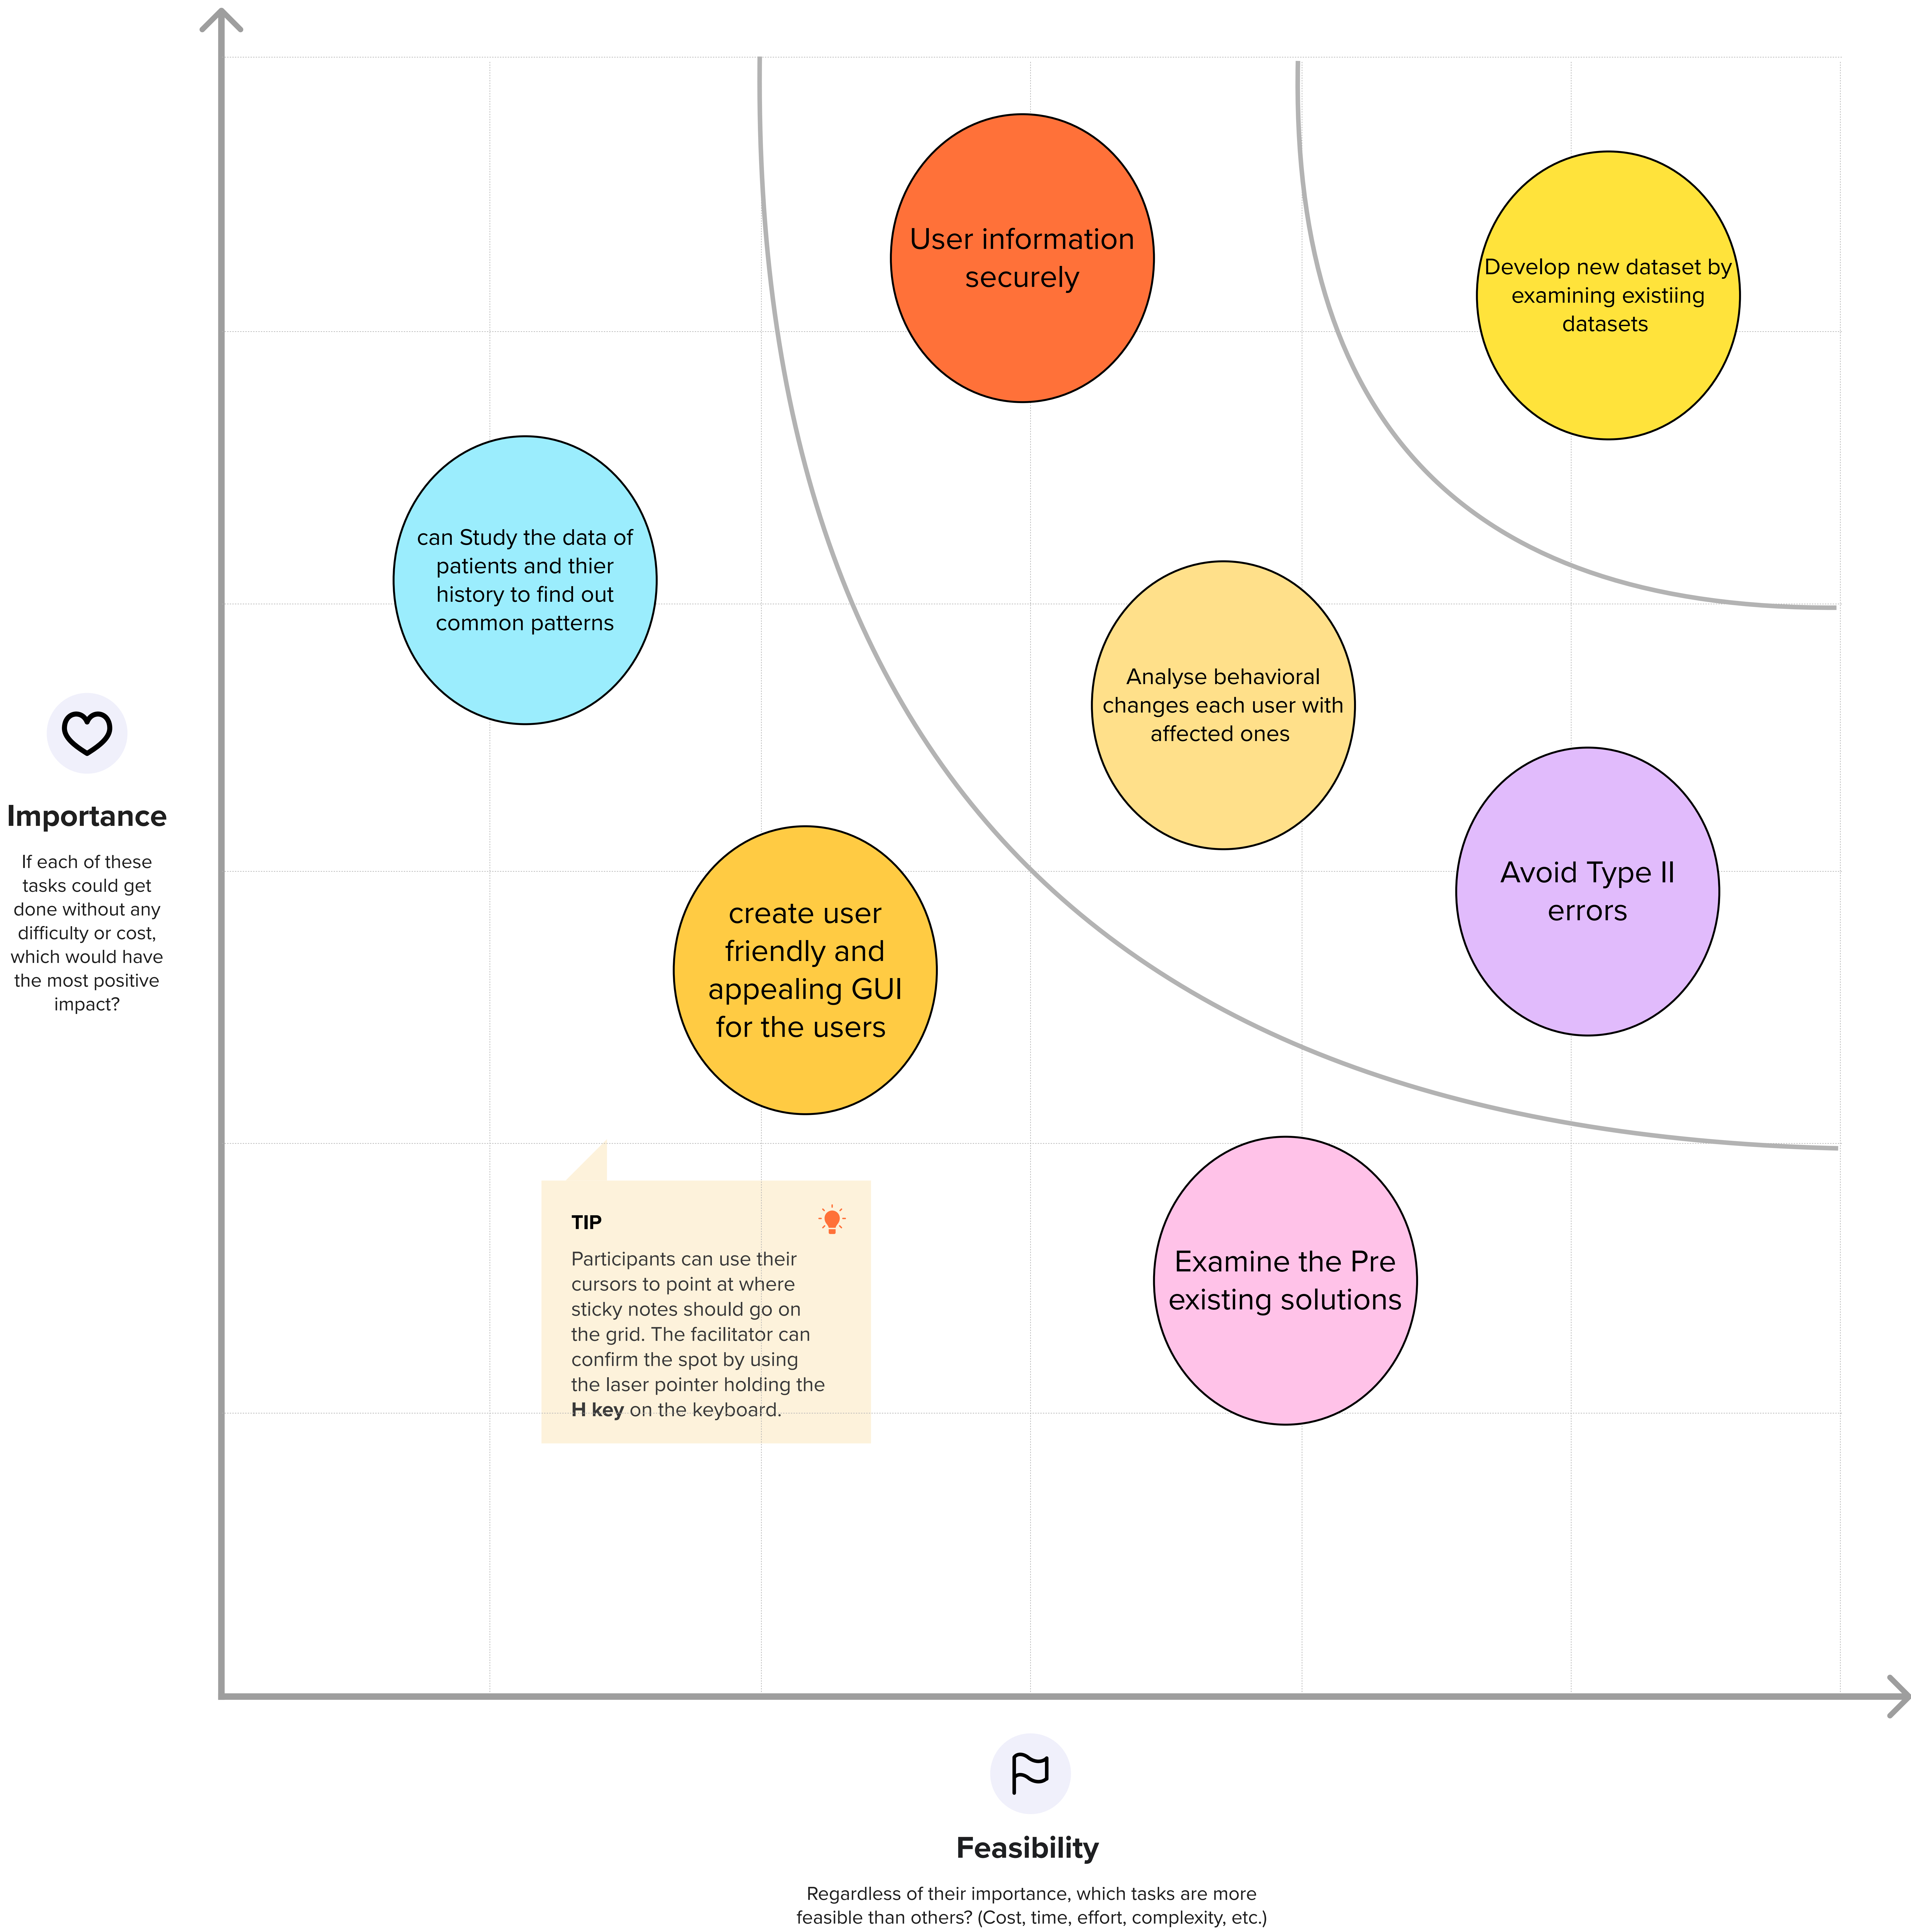 User information
securely
Develop new dataset by
examining existiing
datasets
can Study the data of
patients and thier
history to find out
common patterns
Analyse behavioral
changes each user with
affected ones
Importance
If each of these
tasks could get
done without any
difficulty or cost,
which would have
the most positive
impact?
create user
friendly and
appealing GUI
for the users
Avoid Type II
errors
TIP
Participants can use their
cursors to point at where
sticky notes should go on
the grid. The facilitator can
confirm the spot by using
the laser pointer holding the
H key on the keyboard.
Examine the Pre
existing solutions
Feasibility
Regardless of their importance, which tasks are more
feasible than others? (Cost, time, effort, complexity, etc.)